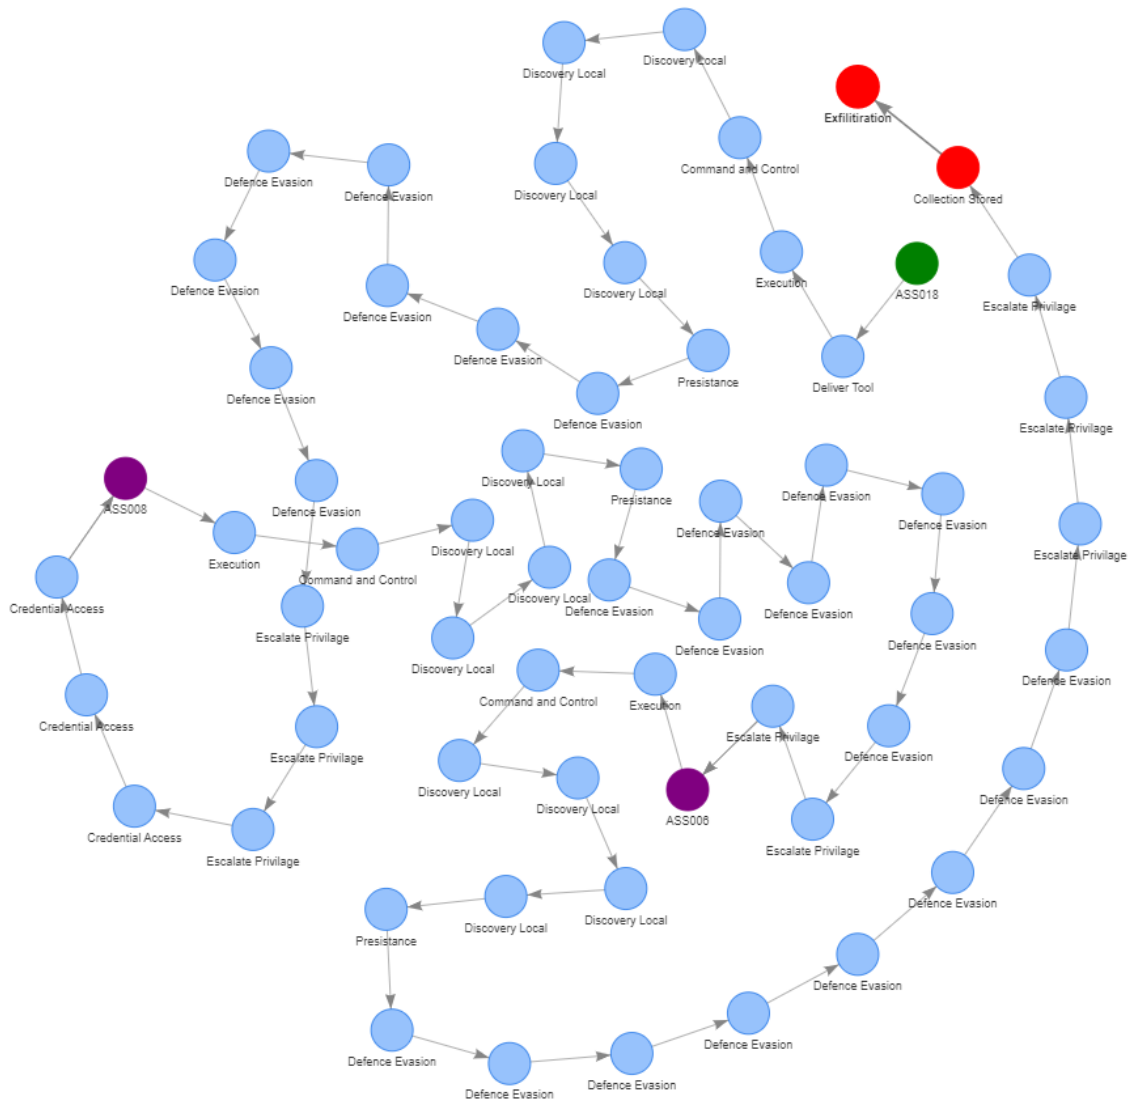 Discovery Local
Discovery Local
Exfilitiration
Command and Control
Defence Evasion
Discovery Local
Defence Evasion
Collection Stored
Execution
Defence Evasion
Discovery Local
ASS018
Escalate Privilage
Defence Evasion
Defence Evasion
Presistance
Deliver Tool
Defence Evasion
Defence Evasion
Escalate Privilage
Discovery Local
Defence Evasion
Presistance
ASS008
Defence Evasion
Defence Evasion
Defence Evasion
Discovery Local
Escalate Privilage
Execution
Command and Control
Discovery Local
Credential Access
Defence Evasion
Defence Evasion
Escalate Privilage
Defence Evasion
Defence Evasion
Discovery Local
Defence Evasion
Command and Control
Execution
Credential Access
Escalate Privilage
Defence Evasion
Escalate Privilage
Discovery Local
Defence Evasion
Discovery Local
ASS006
Credential Access
Escalate Privilage
Escalate Privilage
Defence Evasion
Discovery Local
Discovery Local
Presistance
Defence Evasion
Defence Evasion
Defence Evasion
Defence Evasion
Defence Evasion